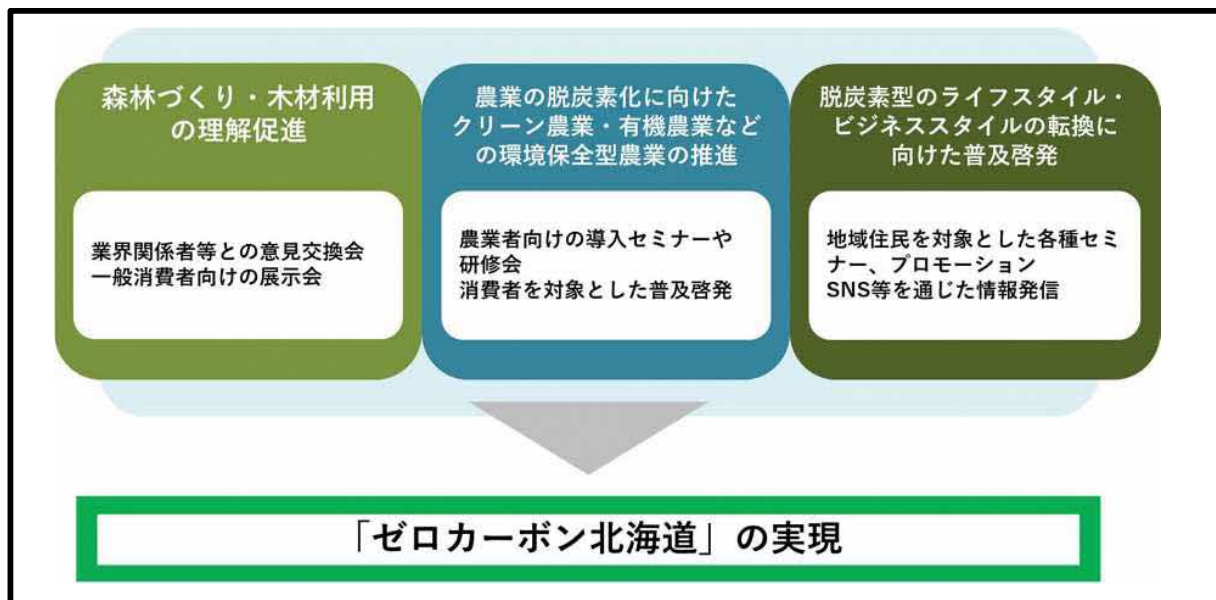 森林づくり・木材利用
の理解促進
業界関係者等との意見交換会
一般消費者向けの展示会
農業の脱炭素化に向けた
クリーン農業・有機農業など
の環境保全型農業の推進
農業者向けの導入セミナーや
研修会
消費者を対象とした普及啓発
脱炭素型のライフスタイル・
ビジネススタイルの転換に
向けた普及啓発
地域住民を対象とした各種セミ
ナー、プロモーション
SNS等を通じた情報発信
「ゼロカーボン北海道」の実現